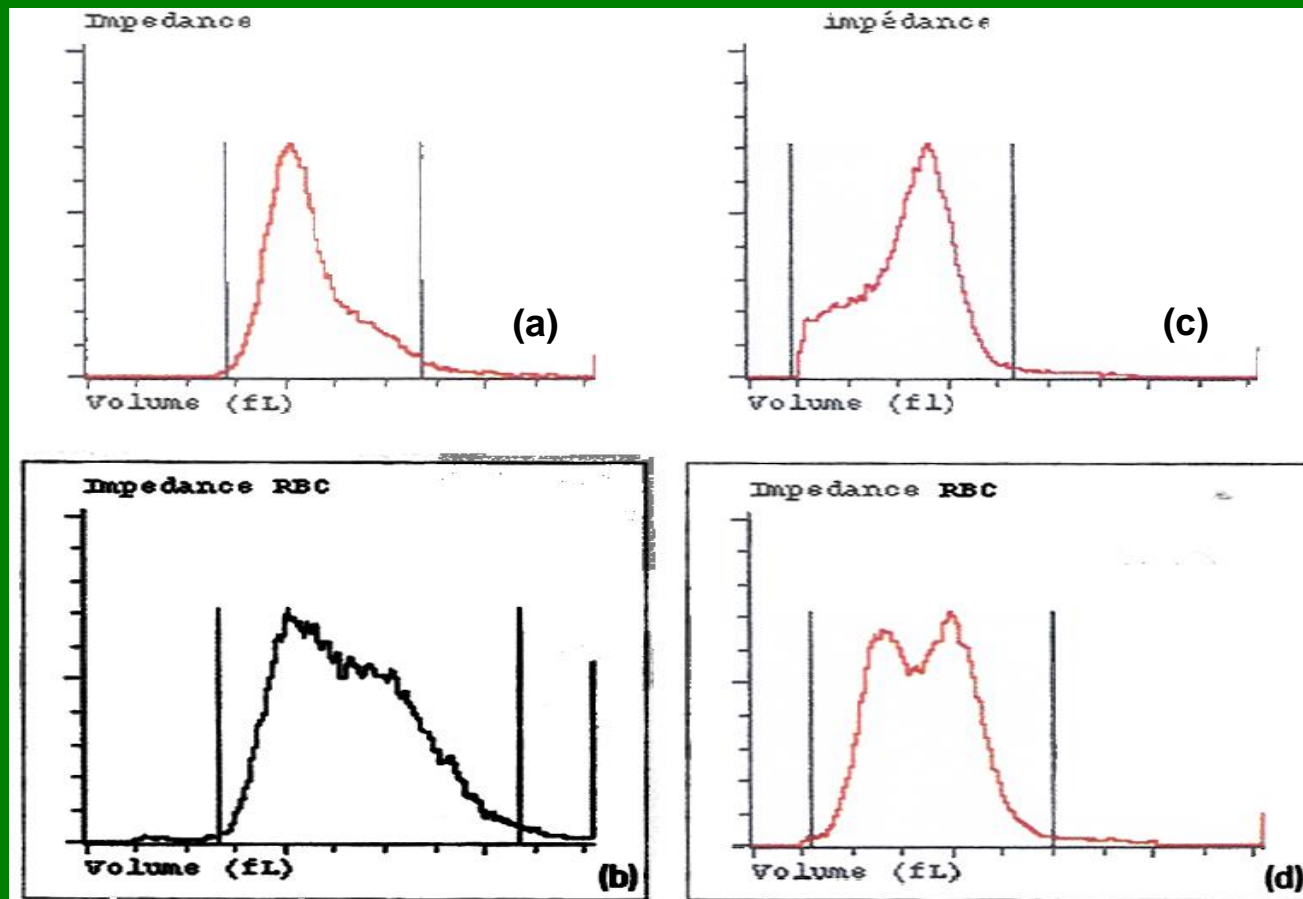 Impedance
(a)
Volume (fL)
impédance
(c)
Volume (fl)
Impedance RBC
Volume (fL)
(b)
Impedance RBC
Volume (fL)
(d)